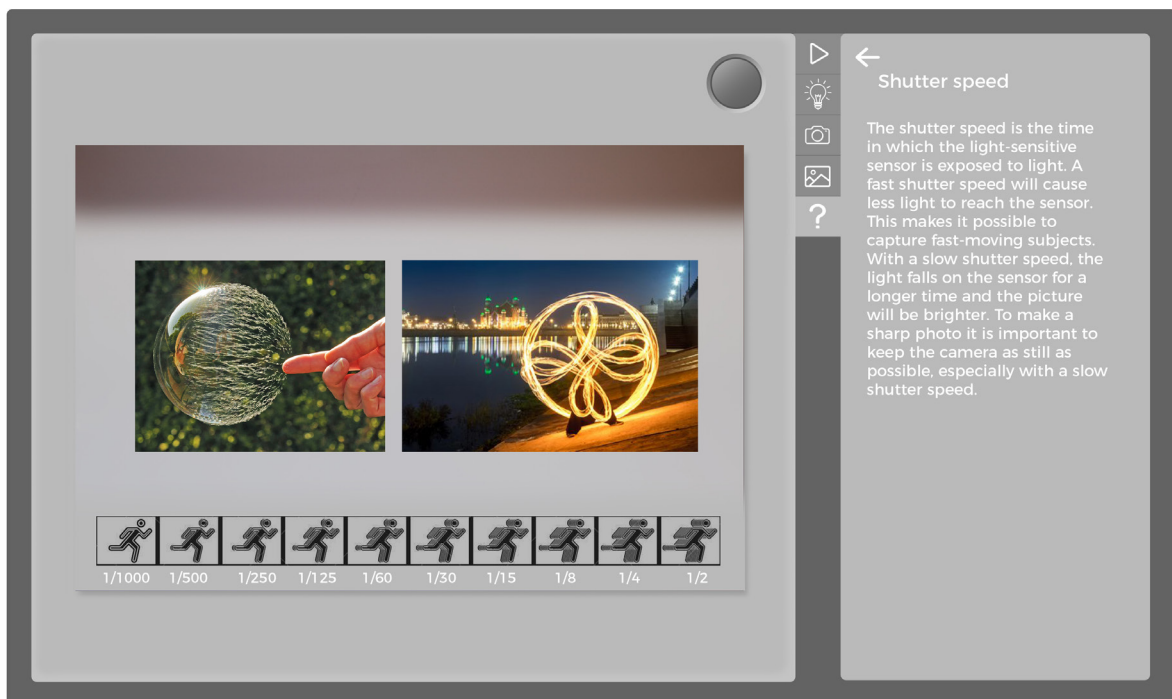 Shutter speed
The shutter speed is the time
in which the light-sensitive
sensor is exposed to light. A
fast shutter speed will cause
less light to reach the sensor.
This makes it possible to
capture fast-moving subjects.
With a slow shutter speed, the
light falls on the sensor for a
longer time and the picture
will be brighter. To make a
sharp photo it is important to
keep the camera as still as
possible, especially with a slow
shutter speed.
1/1000 1/500 1/250 1/125 1/60 1/30 1/15 1/8 1/4 1/2
?